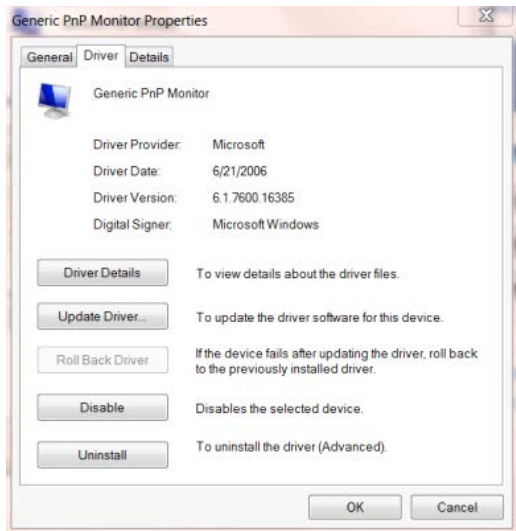 Generic PnP Monitor Properties
General Driver Details
Generic PnP Monitor
Driver Provider: Microsoft
Driver Date: 6/21/2006
Driver Version: 6.1.7600.16385
Digital Signer: Microsoft Windows
Driver Details To view details about the driver files.
Update Driver... To update the driver software for this device.
Roll Back Driver If the device fails after updating the driver, roll back
to the previously installed driver.
Disable Disables the selected device.
Uninstall To uninstall the driver (Advanced).
OK Cancel